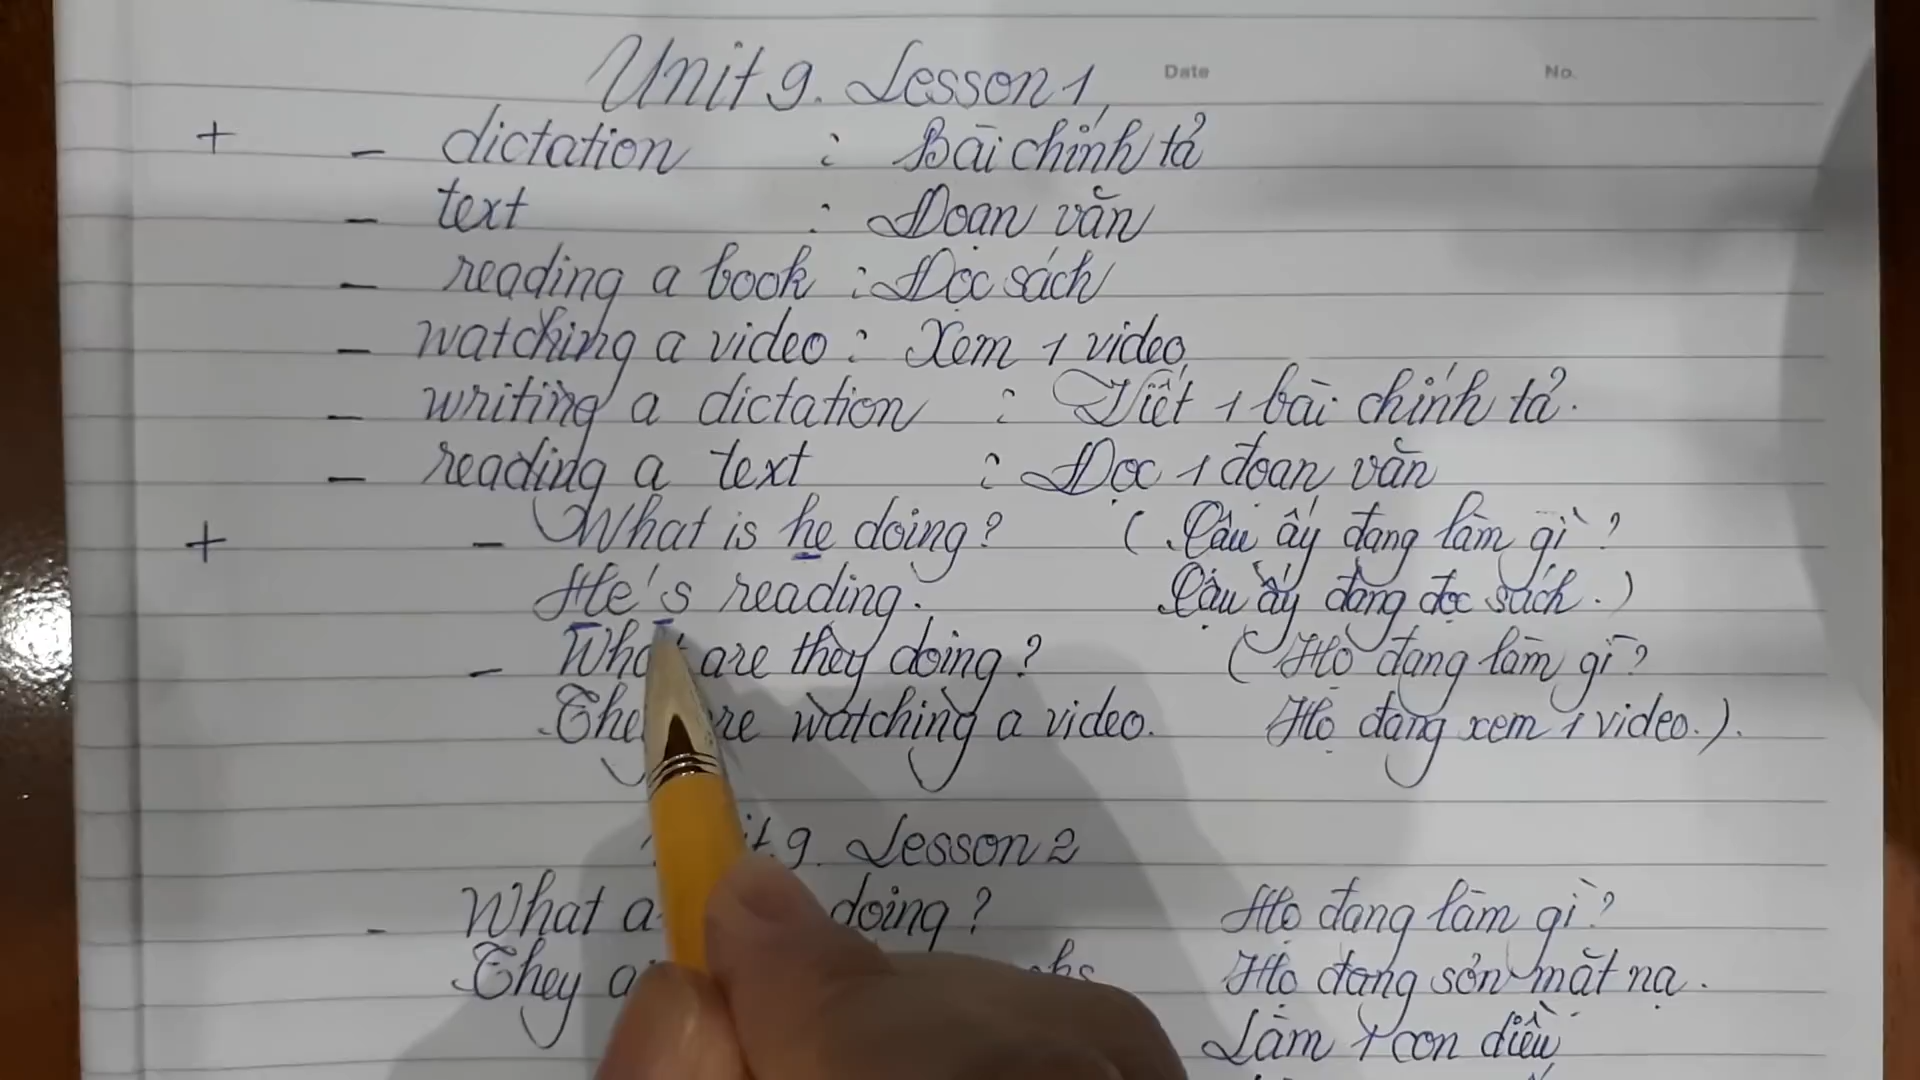 Unit 9. Lesson 1
Date No.
+ - dictation : Bài chính tả
- text : Đoạn văn
- reading a book : Đọc sách
- watching a video : Xem 1 video
- writing a dictation : Viết 1 bài chính tả.
- reading a text : Đọc 1 đoạn văn
+ - What is he doing? ( Cậu ấy đang làm gì ?
He's reading. Cậu ấy đang đọc sách.)
- What are they doing? ( Họ đang làm gì ?
They are watching a video. Họ đang xem 1 video.).
9. Lesson 2
- What doing? Họ đang làm gì ?
They Họ đang sơn mặt nạ.
Làm 1 con diều